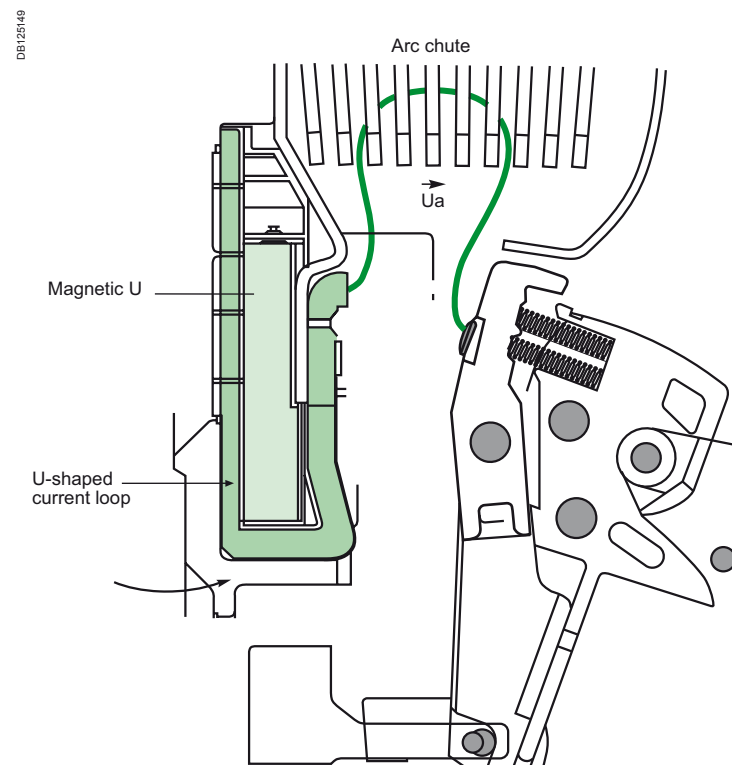 DB125149
Arc chute
Ua
Magnetic U
U-shaped
current loop